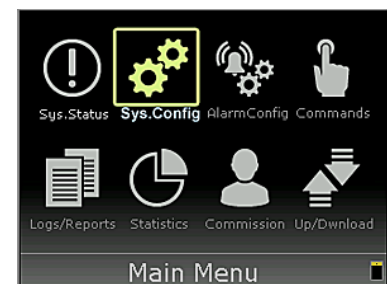 Sys.Status Sys.Config AlarmConfig Commands
Logs/Reports Statistics Commission Up/Dwnload
Main Menu